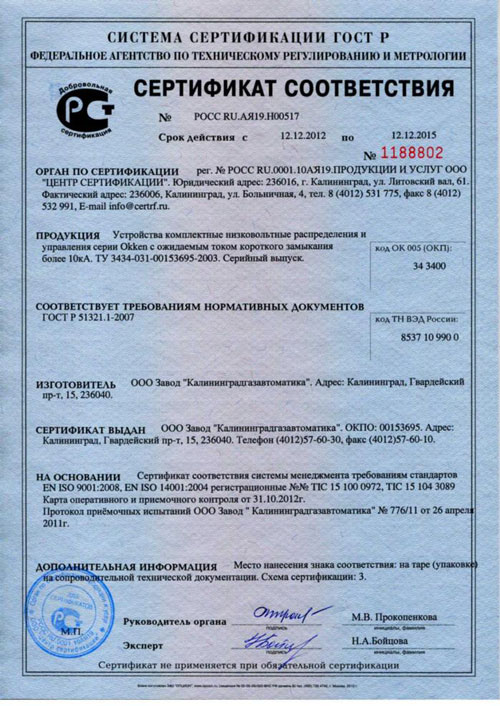 СИСТЕМА СЕРТИФИКАЦИИ ГОСТ Р
ФЕДЕРАЛЬНОЕ АГЕНТСТВО ПО ТЕХНИЧЕСКОМУ РЕГУЛИРОВАНИЮ И МЕТРОЛОГИИ
Добровольная
сертификация
СЕРТИФИКАТ СООТВЕТСТВИЯ
№ РОСС RU.АЯ19.Н00517
Срок действия с 12.12.2012 по 12.12.2015
№ 1188802
ОРГАН ПО СЕРТИФИКАЦИИ рег. № РОСС RU.0001.10АЯ19.ПРОДУКЦИИ И УСЛУГ ООО
"ЦЕНТР СЕРТИФИКАЦИИ". Юридический адрес: 236016, г. Калининград, ул. Литовский вал, 61.
Фактический адрес: 236006, Калининград, ул. Больничная, 4, тел. 8 (4012) 531 775, факс 8 (4012)
532 991, E-mail info@certrf.ru.
ПРОДУКЦИЯ Устройства комплектные низковольтные распределения и
управления серии Okken с ожидаемым током короткого замыкания
более 10кА. ТУ 3434-031-00153695-2003. Серийный выпуск.
код ОК 005 (ОКП):
34 3400
СООТВЕТСТВУЕТ ТРЕБОВАНИЯМ НОРМАТИВНЫХ ДОКУМЕНТОВ
ГОСТ Р 51321.1-2007
код ТН ВЭД России:
8537 10 990 0
ИЗГОТОВИТЕЛЬ ООО Завод "Калининградгазавтоматика". Адрес: Калининград, Гвардейский
пр-т, 15, 236040.
СЕРТИФИКАТ ВЫДАН ООО Завод "Калининградгазавтоматика". ОКПО: 00153695. Адрес:
Калининград, Гвардейский пр-т, 15, 236040. Телефон (4012)57-60-30, факс (4012)57-60-10.
НА ОСНОВАНИИ Сертификат соответствия системы менеджмента требованиям стандартов
EN ISO 9001:2008, EN ISO 14001:2004 регистрационные №№ TIC 15 100 0972, TIC 15 104 3089
Карта оперативного и приемочного контроля от 31.10.2012г.
Протокол приёмочных испытаний ООО Завод " Калининградгазавтоматика" № 776/11 от 26 апреля
2011г.
ДОПОЛНИТЕЛЬНАЯ ИНФОРМАЦИЯ Место нанесения знака соответствия: на таре (упаковке)
на сопроводительной технической документации. Схема сертификации: 3.
М.П.
Руководитель органа
подпись
М.В. Прокопенкова
инициалы, фамилия
Эксперт
подпись
Н.А.Бойцова
инициалы, фамилия
Сертификат не применяется при обязательной сертификации